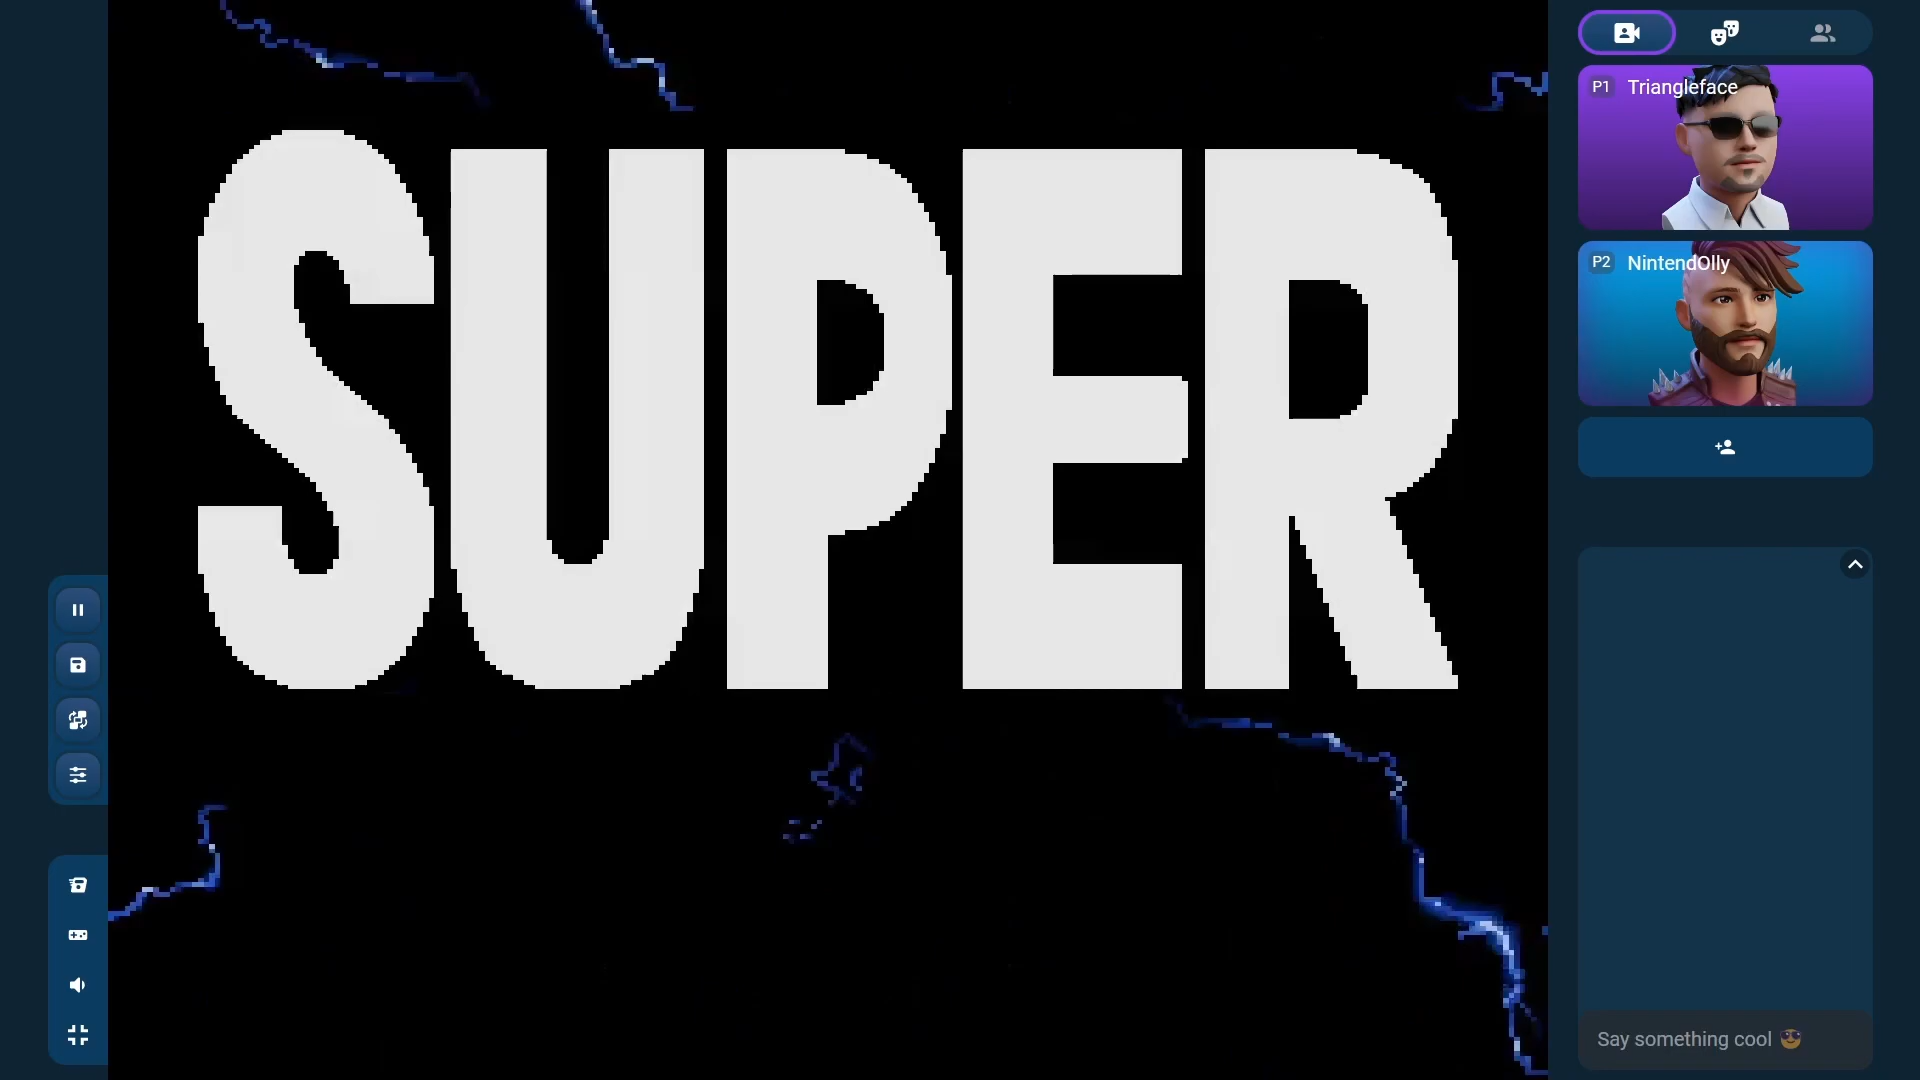 SUPER
P1 Triangleface
P2 NintendOlly
Say something cool 😎